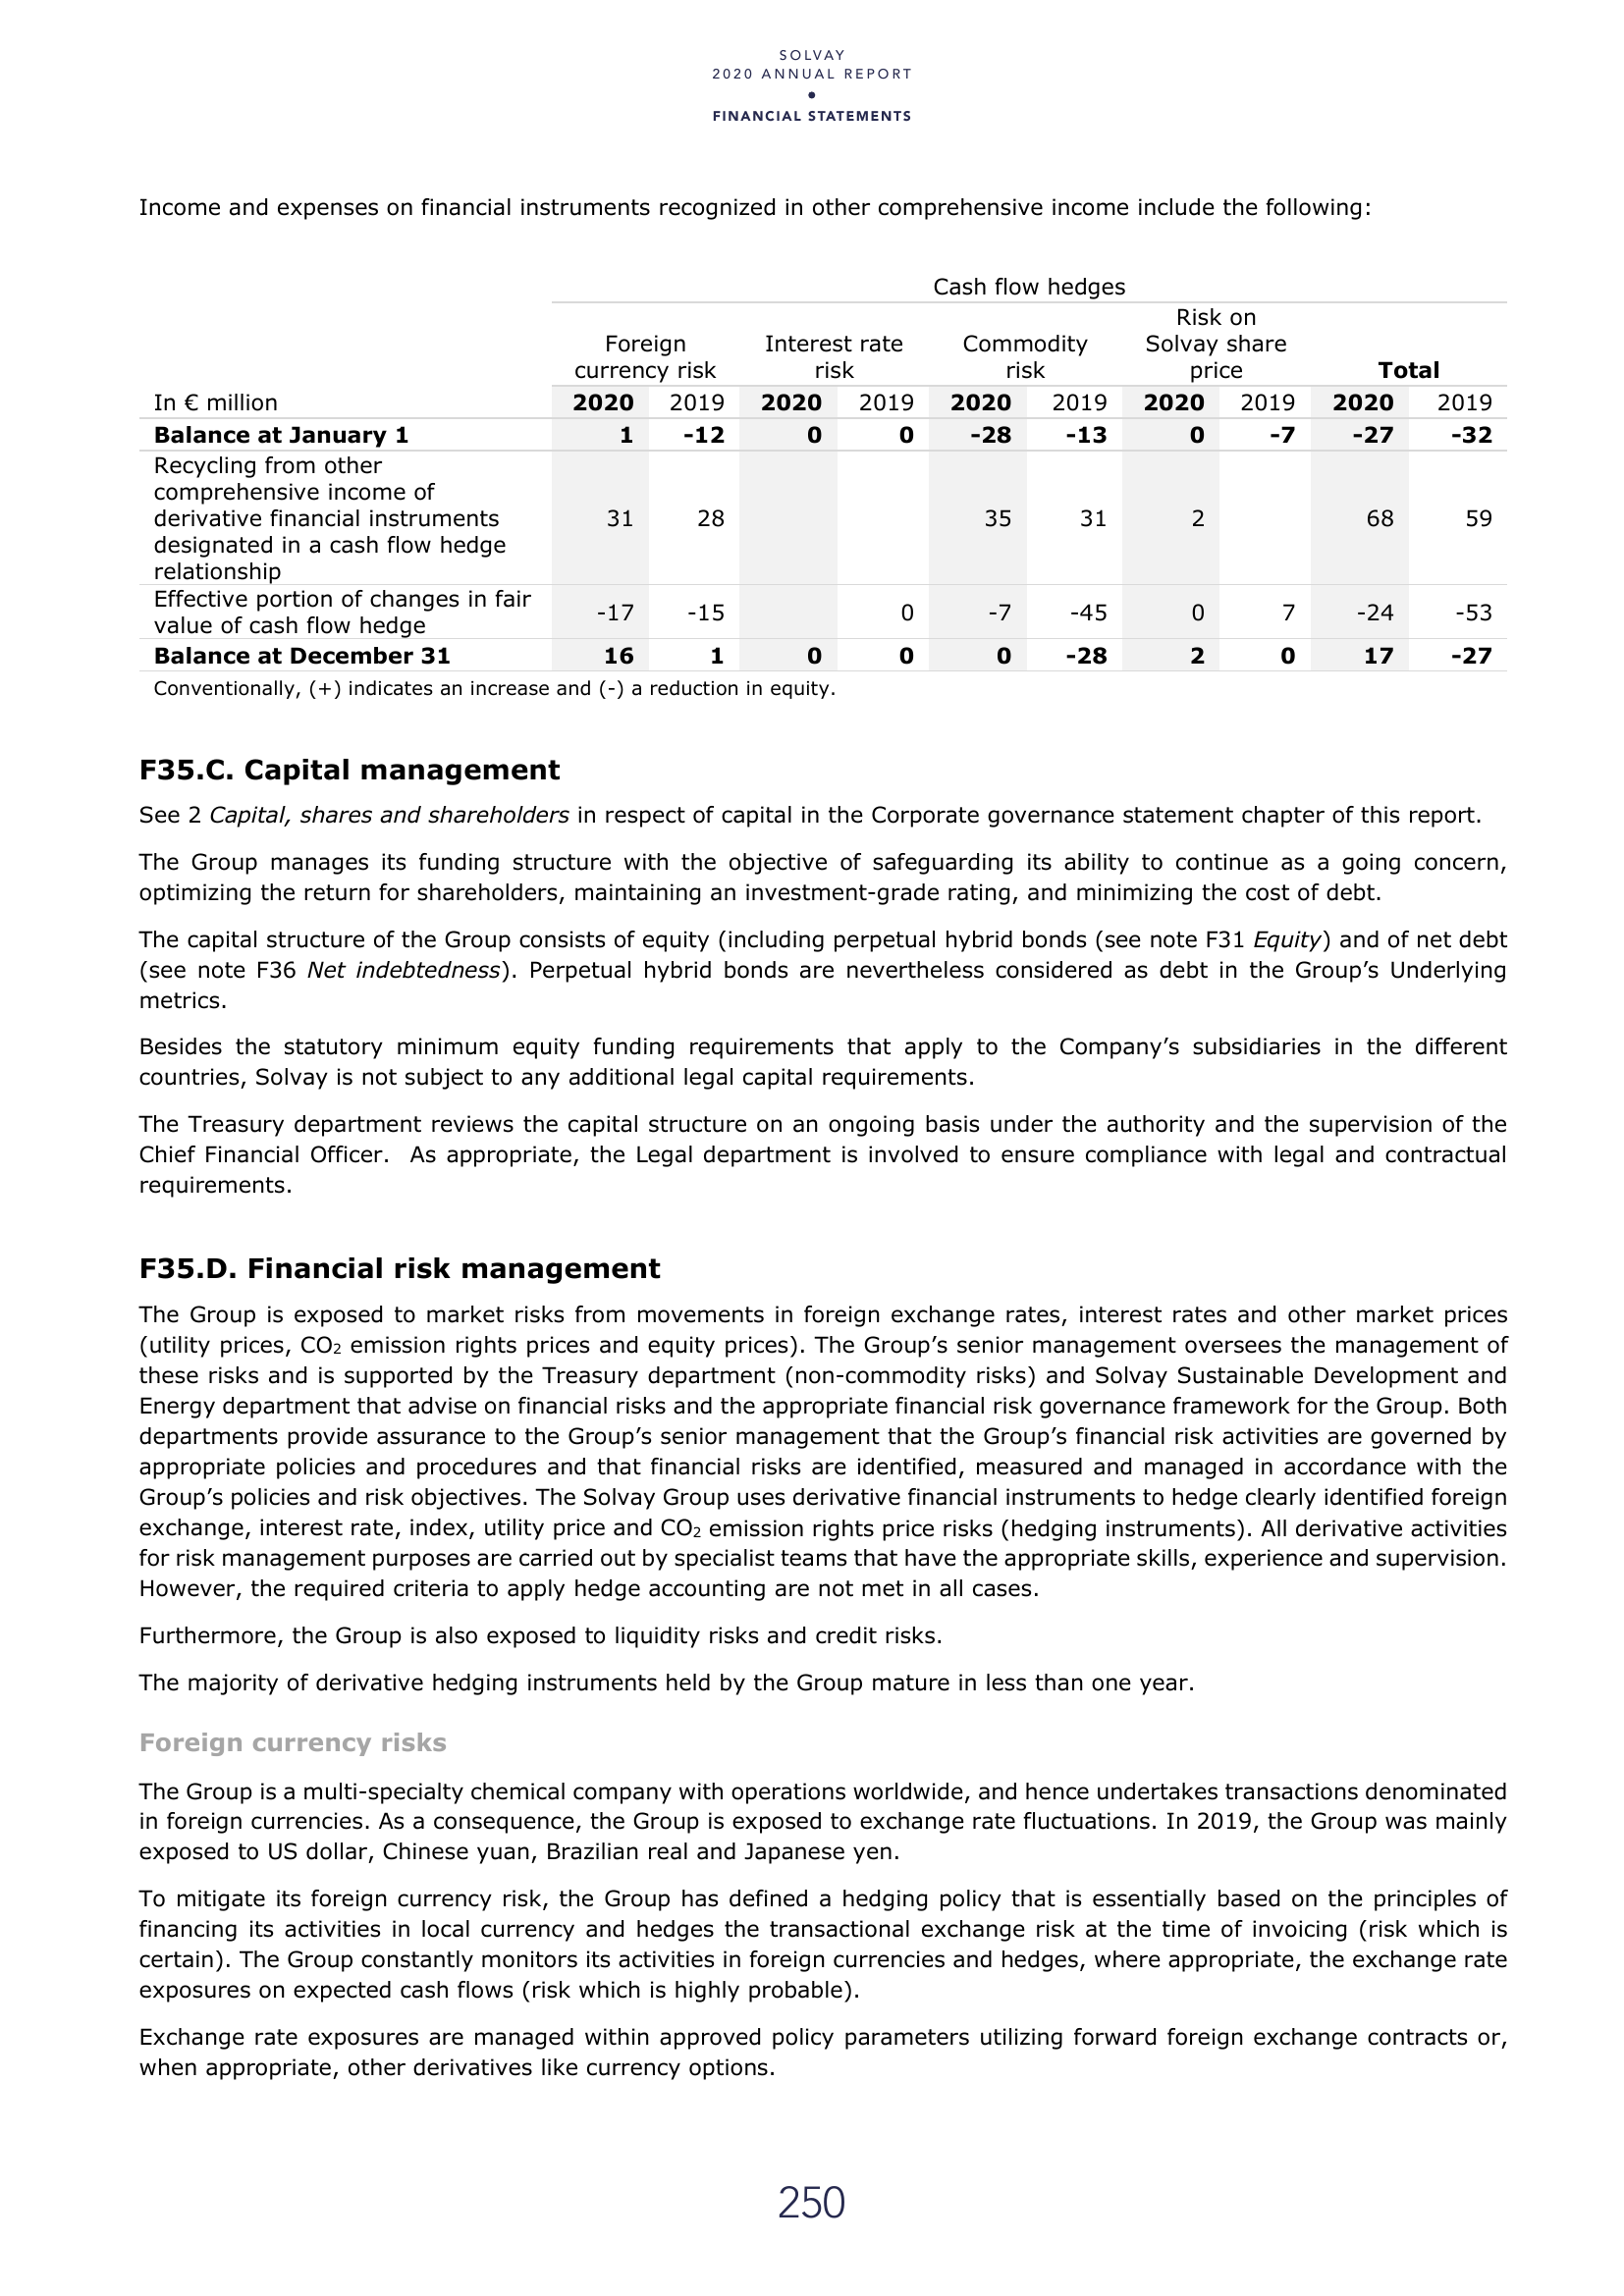 SOLVAY
2020 ANNUAL REPORT
•
FINANCIAL STATEMENTS
Income and expenses on financial instruments recognized in other comprehensive income include the following:
Cash flow hedges
Foreign currency risk Interest rate risk Commodity risk Risk on Solvay share price Total
In € million 2020 2019 2020 2019 2020 2019 2020 2019 2020 2019
Balance at January 1 1 -12 0 0 -28 -13 0 -7 -27 -32
Recycling from other
comprehensive income of
derivative financial instruments 31 28 35 31 2 68 59
designated in a cash flow hedge
relationship
Effective portion of changes in fair
value of cash flow hedge -17 -15 0 -7 -45 0 7 -24 -53
Balance at December 31 16 1 0 0 0 -28 2 0 17 -27
Conventionally, (+) indicates an increase and (-) a reduction in equity.
F35.C. Capital management
See 2 Capital, shares and shareholders in respect of capital in the Corporate governance statement chapter of this report.
The Group manages its funding structure with the objective of safeguarding its ability to continue as a going concern,
optimizing the return for shareholders, maintaining an investment-grade rating, and minimizing the cost of debt.
The capital structure of the Group consists of equity (including perpetual hybrid bonds (see note F31 Equity) and of net debt
(see note F36 Net indebtedness). Perpetual hybrid bonds are nevertheless considered as debt in the Group’s Underlying
metrics.
Besides the statutory minimum equity funding requirements that apply to the Company’s subsidiaries in the different
countries, Solvay is not subject to any additional legal capital requirements.
The Treasury department reviews the capital structure on an ongoing basis under the authority and the supervision of the
Chief Financial Officer. As appropriate, the Legal department is involved to ensure compliance with legal and contractual
requirements.
F35.D. Financial risk management
The Group is exposed to market risks from movements in foreign exchange rates, interest rates and other market prices
(utility prices, CO₂ emission rights prices and equity prices). The Group’s senior management oversees the management of
these risks and is supported by the Treasury department (non-commodity risks) and Solvay Sustainable Development and
Energy department that advise on financial risks and the appropriate financial risk governance framework for the Group. Both
departments provide assurance to the Group’s senior management that the Group’s financial risk activities are governed by
appropriate policies and procedures and that financial risks are identified, measured and managed in accordance with the
Group’s policies and risk objectives. The Solvay Group uses derivative financial instruments to hedge clearly identified foreign
exchange, interest rate, index, utility price and CO₂ emission rights price risks (hedging instruments). All derivative activities
for risk management purposes are carried out by specialist teams that have the appropriate skills, experience and supervision.
However, the required criteria to apply hedge accounting are not met in all cases.
Furthermore, the Group is also exposed to liquidity risks and credit risks.
The majority of derivative hedging instruments held by the Group mature in less than one year.
Foreign currency risks
The Group is a multi-specialty chemical company with operations worldwide, and hence undertakes transactions denominated
in foreign currencies. As a consequence, the Group is exposed to exchange rate fluctuations. In 2019, the Group was mainly
exposed to US dollar, Chinese yuan, Brazilian real and Japanese yen.
To mitigate its foreign currency risk, the Group has defined a hedging policy that is essentially based on the principles of
financing its activities in local currency and hedges the transactional exchange risk at the time of invoicing (risk which is
certain). The Group constantly monitors its activities in foreign currencies and hedges, where appropriate, the exchange rate
exposures on expected cash flows (risk which is highly probable).
Exchange rate exposures are managed within approved policy parameters utilizing forward foreign exchange contracts or,
when appropriate, other derivatives like currency options.
250